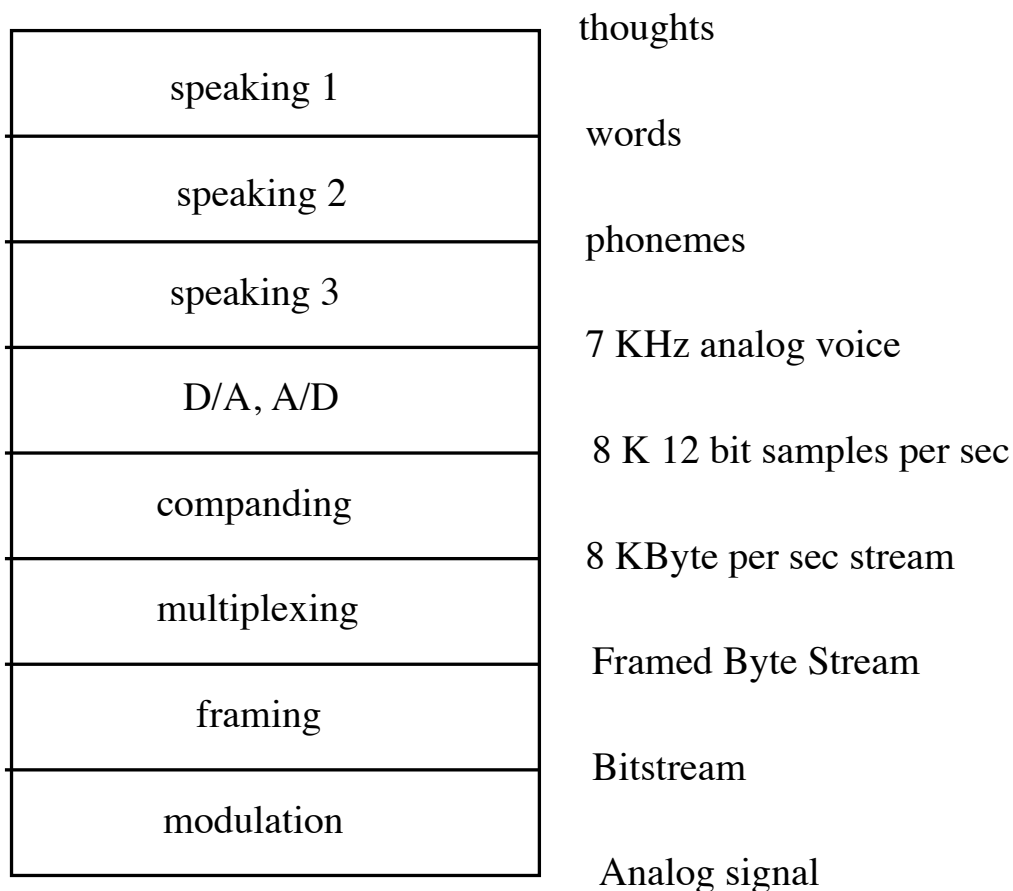 thoughts
speaking 1
words
speaking 2
phonemes
speaking 3
7 KHz analog voice
D/A, A/D
8 K 12 bit samples per sec
companding
8 KByte per sec stream
multiplexing
Framed Byte Stream
framing
Bitstream
modulation
Analog signal